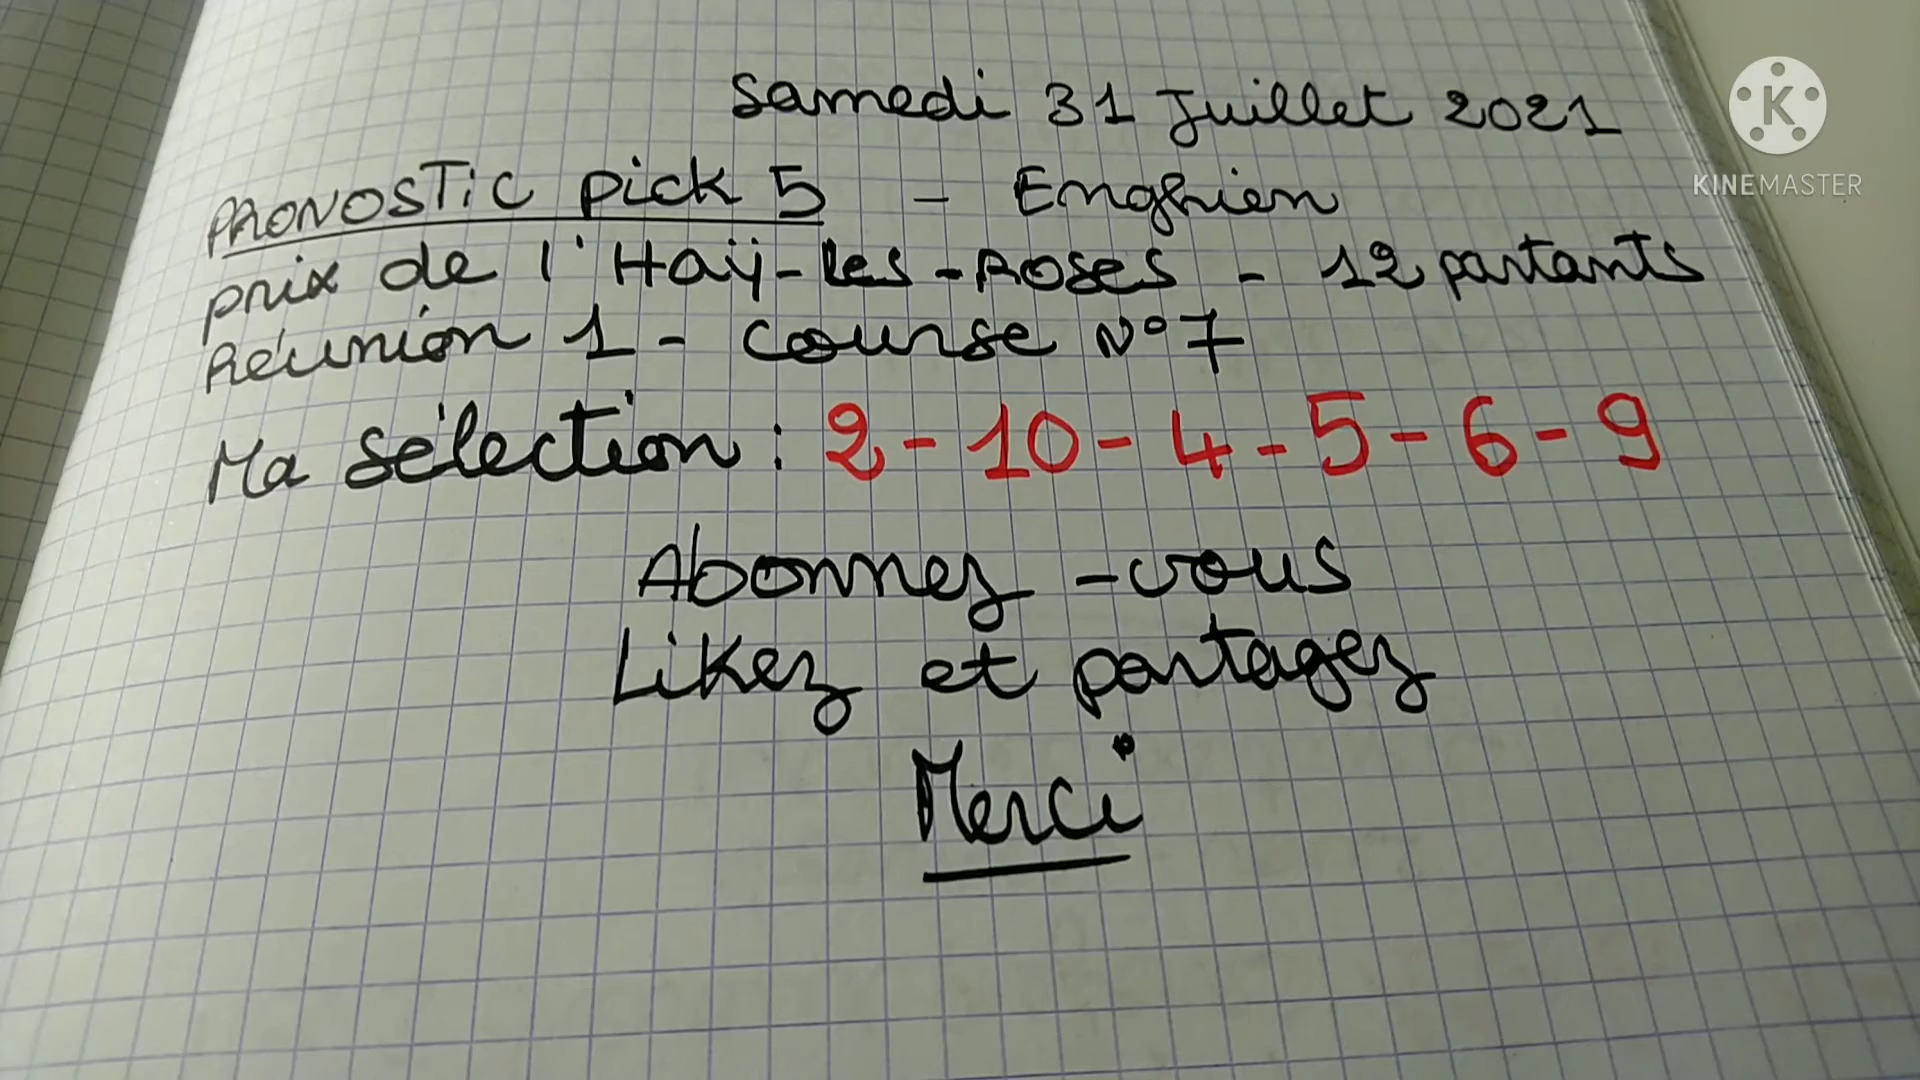 Samedi 31 Juillet 2021
PRONOSTIC pick 5 - Enghien
prix de l'Haÿ-les-Roses - 12 partants
Réunion 1 - course N°7
Ma sélection : 2 - 10 - 4 - 5 - 6 - 9
Abonnez-vous
Likez et partagez
Merci
K
KINEMASTER